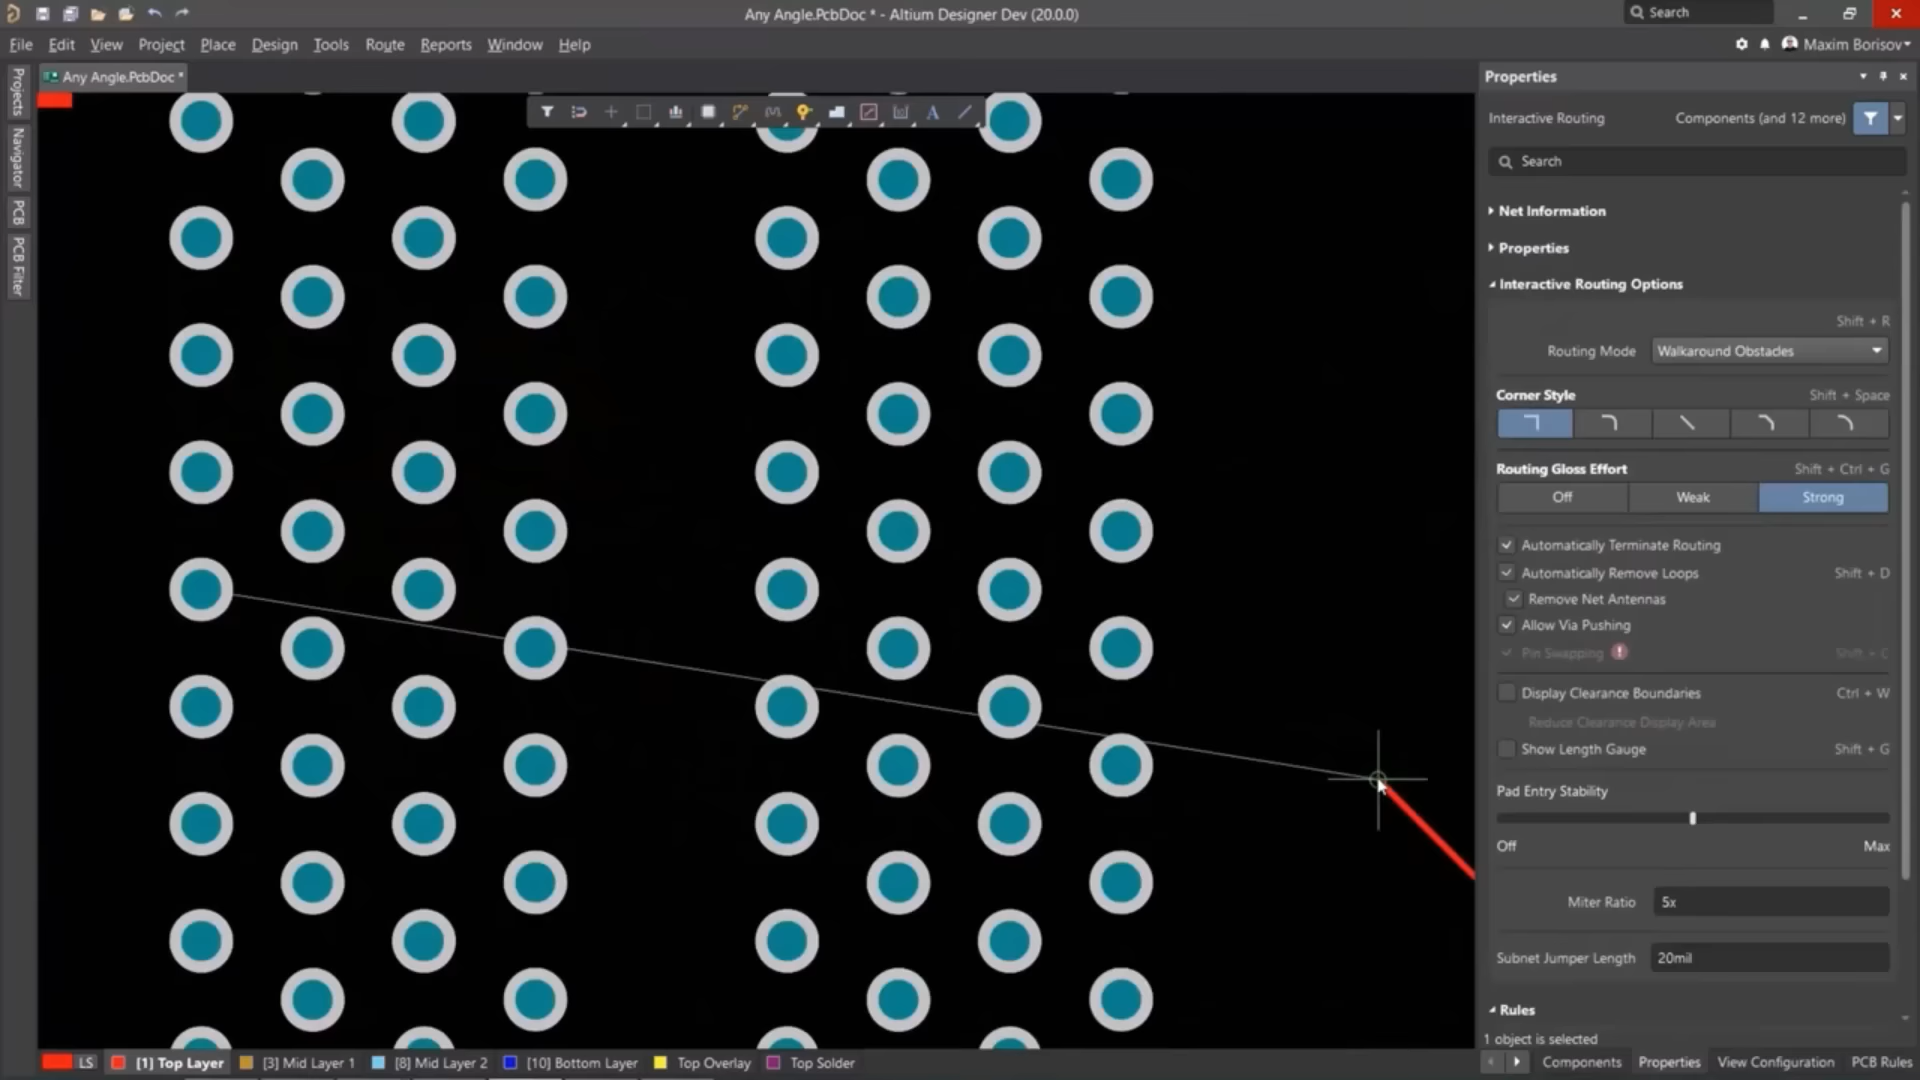 Any Angle.PcbDoc * - Altium Designer Dev (20.0.0)
Search
File Edit View Project Place Design Tools Route Reports Window Help
Maxim Borisov
Any Angle.PcbDoc *
Projects
Navigator
PCB
PCB Filter
Properties
Interactive Routing Components (and 12 more)
Search
Net Information
Properties
Interactive Routing Options
Shift + R
Routing Mode Walkaround Obstacles
Corner Style Shift + Space
Routing Gloss Effort Shift + Ctrl + G
Off Weak Strong
Automatically Terminate Routing
Automatically Remove Loops Shift + D
Remove Net Antennas
Allow Via Pushing
Pin Swapping Shift + C
Display Clearance Boundaries Ctrl + W
Reduce Clearance Display Area
Show Length Gauge Shift + G
Pad Entry Stability
Off Max
Miter Ratio 5x
Subnet Jumper Length 20mil
Rules
1 object is selected
LS [1] Top Layer [3] Mid Layer 1 [8] Mid Layer 2 [10] Bottom Layer Top Overlay Top Solder
Components Properties View Configuration PCB Rules